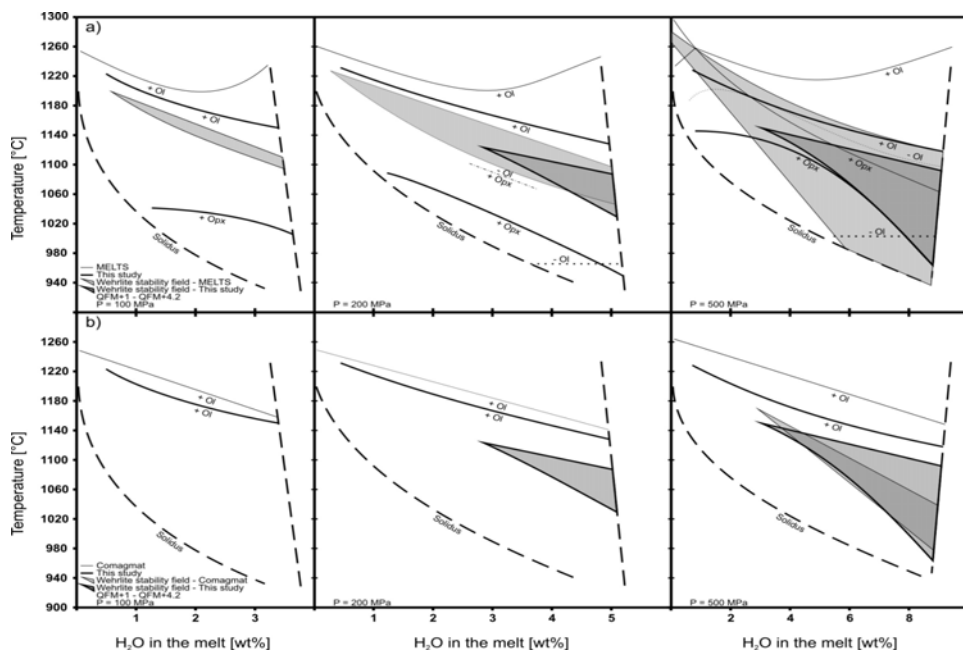 a)
1300
1260
1220
1180
1140
1100
1060
1020
980
940
Temperature [°C]
+ Ol
+ Ol
+ Opx
Solidus
MELTS
This study
Wehrlite stability field - MELTS
Wehrlite stability field - This study
QFM+1 - QFM+4.2
P = 100 MPa
+ Ol
+ Ol
- Ol
+ Opx
+ Opx
Solidus
- Ol
P = 200 MPa
+ Ol
+ Ol
- Ol
+ Opx
+ Opx
- Ol
Solidus
P = 500 MPa
b)
1260
1220
1180
1140
1100
1060
1020
980
940
900
Temperature [°C]
+ Ol
+ Ol
Solidus
Comagmat
This study
Wehrlite stability field - Comagmat
Wehrlite stability field - This study
QFM+1 - QFM+4.2
P = 100 MPa
+ Ol
+ Ol
Solidus
P = 200 MPa
+ Ol
+ Ol
Solidus
P = 500 MPa
1 2 3
1 2 3 4 5
2 4 6 8
H₂O in the melt [wt%]
H₂O in the melt [wt%]
H₂O in the melt [wt%]